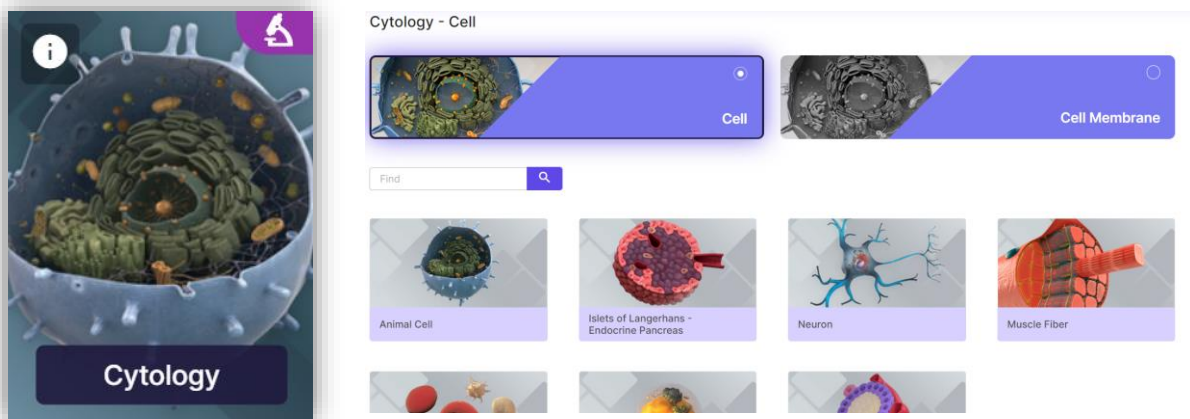 i
Cytology
Cytology - Cell
Cell
Cell Membrane
Find
Animal Cell
Islets of Langerhans -
Endocrine Pancreas
Neuron
Muscle Fiber